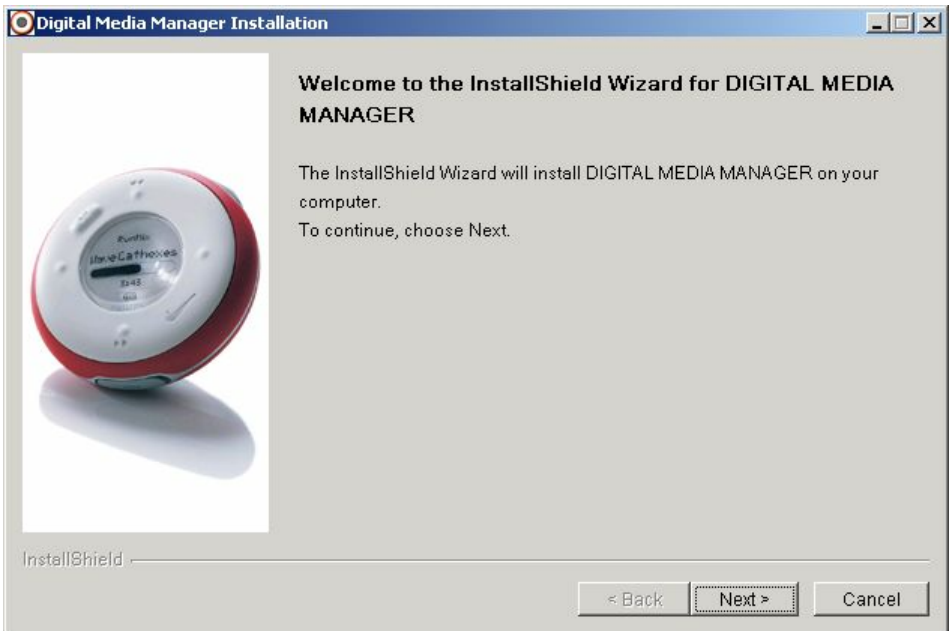 Digital Media Manager Installation
Welcome to the InstallShield Wizard for DIGITAL MEDIA
MANAGER
The InstallShield Wizard will install DIGITAL MEDIA MANAGER on your
computer.
To continue, choose Next.
InstallShield
< Back
Next >
Cancel